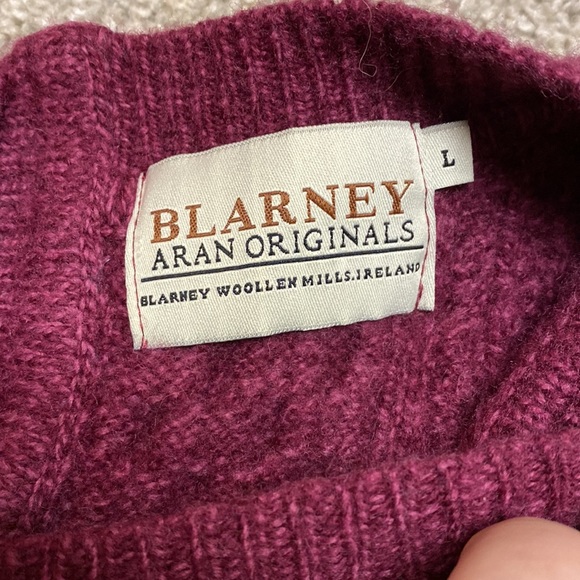 BLARNEY
ARAN ORIGINALS
BLARNEY WOOLLEN MILLS.IRELAND
L